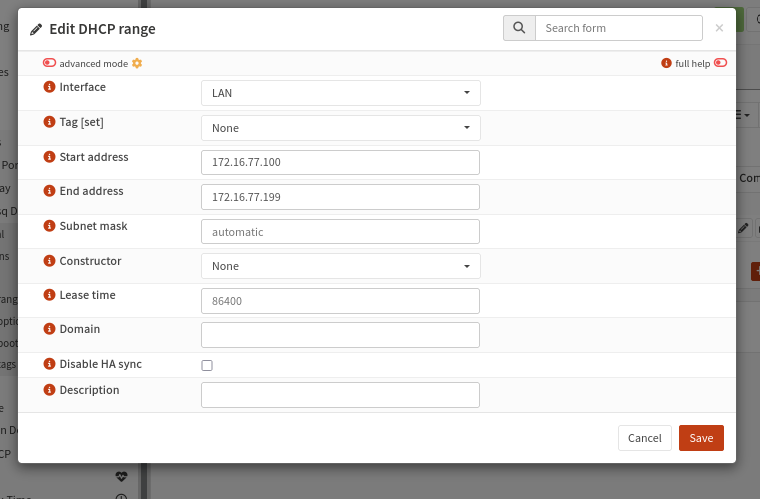 Edit DHCP range
Search form
×
advanced mode
full help
Interface
LAN
Tag [set]
None
Start address
172.16.77.100
End address
172.16.77.199
Subnet mask
automatic
Constructor
None
Lease time
86400
Domain
Disable HA sync
Description
Cancel
Save